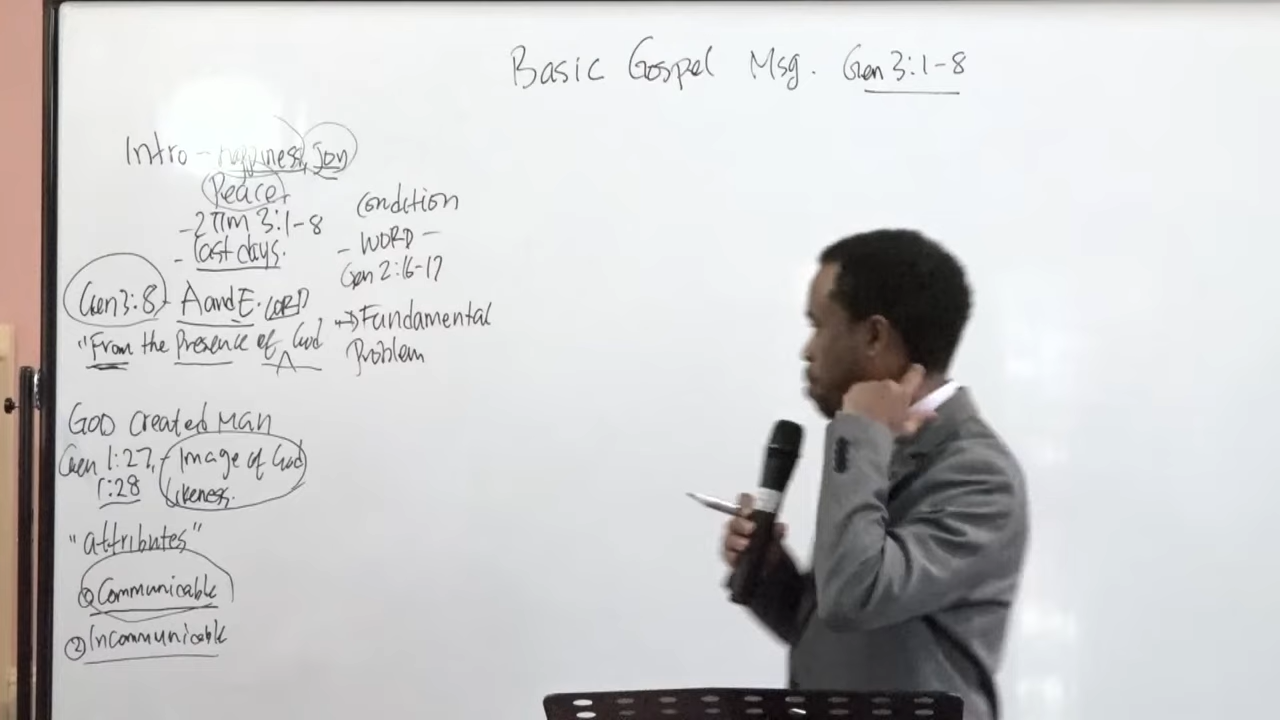 Basic Gospel Msg. Gen 3:1-8
Intro - Happiness, Joy
Peace
- 2 Tim 3:1-8
- last days.
Gen 3:8 - A and E. LORD
"From the Presence of God
GOD created MAN
Gen 1:27, - Image of God
1:28 Likeness.
"attributes"
① Communicable
② Incommunicable
condition
- WORD -
Gen 2:16-17
→ Fundamental
Problem